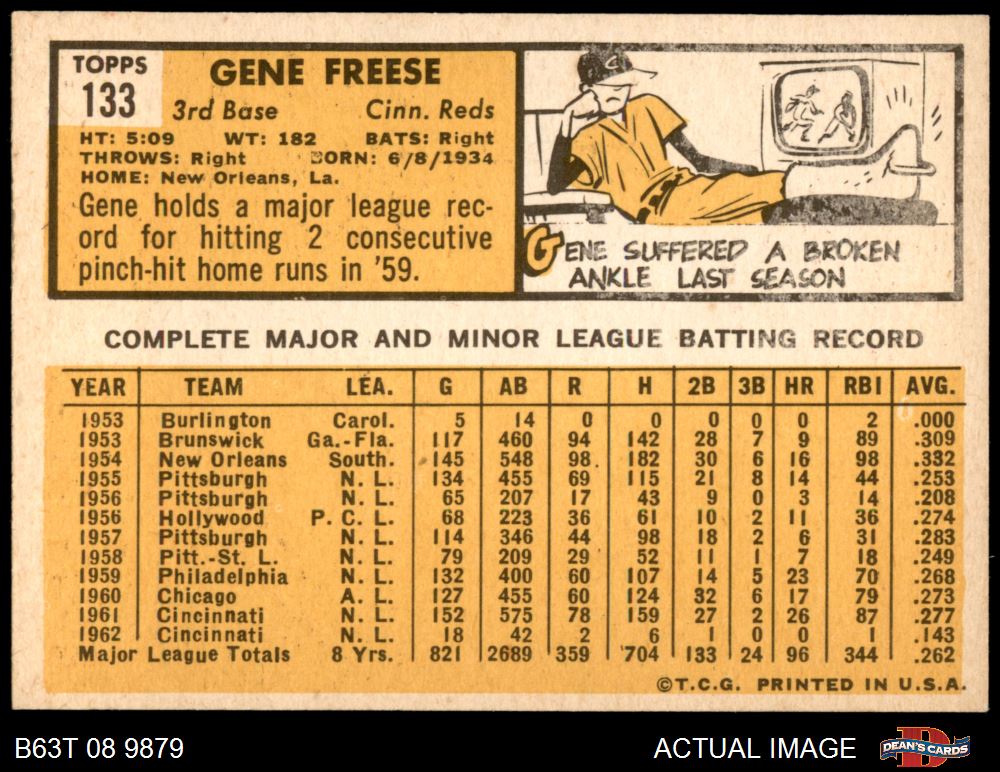 TOPPS
133
GENE FREESE
3rd Base Cinn. Reds
HT: 5:09 WT: 182 BATS: Right
THROWS: Right BORN: 6/8/1934
HOME: New Orleans, La.
Gene holds a major league rec-
ord for hitting 2 consecutive
pinch-hit home runs in '59.
GENE SUFFERED A BROKEN
ANKLE LAST SEASON
COMPLETE MAJOR AND MINOR LEAGUE BATTING RECORD
YEAR TEAM LEA. G AB R H 2B 3B HR RBI AVG.
1953 Burlington Carol. 5 14 0 0 0 0 0 2 .000
1953 Brunswick Ga.-Fla. 117 460 94 142 28 7 9 89 .309
1954 New Orleans South. 145 548 98 182 30 6 16 98 .332
1955 Pittsburgh N. L. 134 455 69 115 21 8 14 44 .253
1956 Pittsburgh N. L. 65 207 17 43 9 0 3 14 .208
1956 Hollywood P. C. L. 68 223 36 61 10 2 11 36 .274
1957 Pittsburgh N. L. 114 346 44 98 18 2 6 31 .283
1958 Pitt.-St. L. N. L. 79 209 29 52 11 1 7 18 .249
1959 Philadelphia N. L. 132 400 60 107 14 5 23 70 .268
1960 Chicago A. L. 127 455 60 124 32 6 17 79 .273
1961 Cincinnati N. L. 152 575 78 159 27 2 26 87 .277
1962 Cincinnati N. L. 18 42 2 6 1 0 0 1 .143
Major League Totals 8 Yrs. 821 2689 359 704 133 24 96 344 .262
©T.C.G. PRINTED IN U.S.A.
B63T 08 9879 ACTUAL IMAGE D DEAN'S CARDS